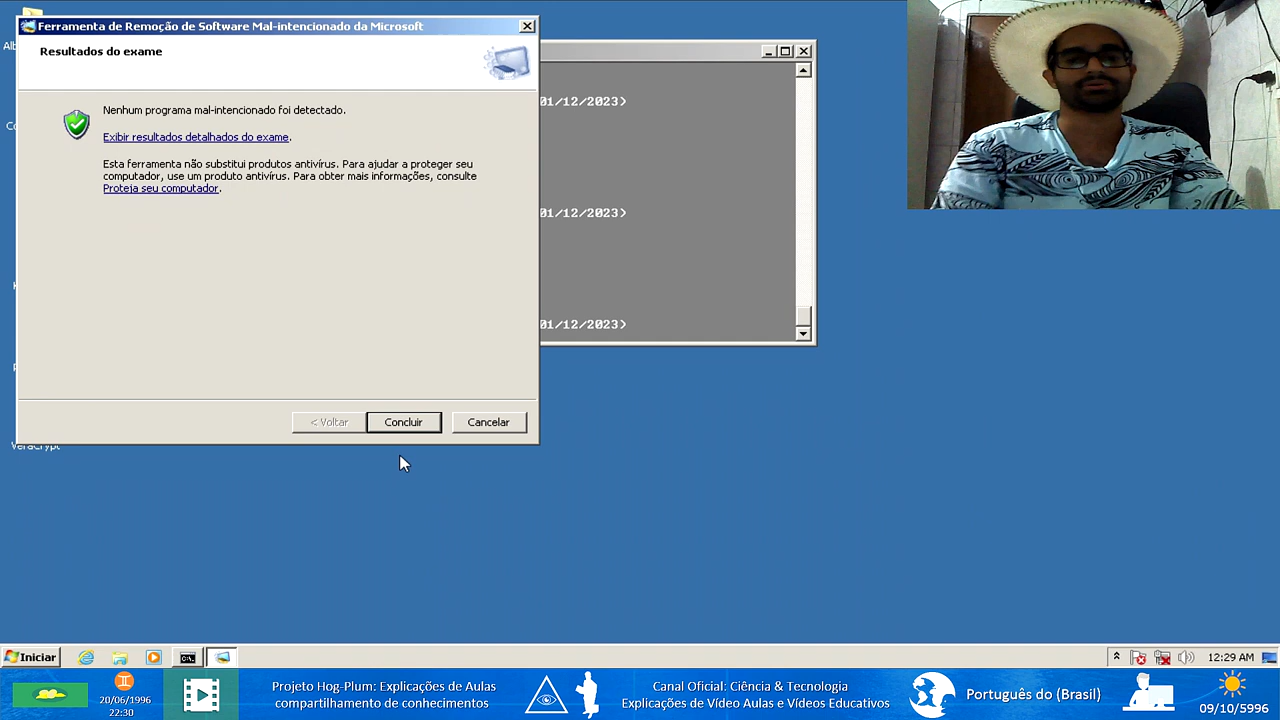 Ferramenta de Remoção de Software Mal-intencionado da Microsoft
Resultados do exame
Nenhum programa mal-intencionado foi detectado.
Exibir resultados detalhados do exame.
Esta ferramenta não substitui produtos antivírus. Para ajudar a proteger seu
computador, use um produto antivírus. Para obter mais informações, consulte
Proteja seu computador.
< Voltar
Concluir
Cancelar
01/12/2023>
01/12/2023>
01/12/2023>
VeraCrypt
Iniciar
C:\
12:29 AM
20/06/1996
22:30
Projeto Hog-Plum: Explicações de Aulas
compartilhamento de conhecimentos
Canal Oficial: Ciência & Tecnologia
Explicações de Vídeo Aulas e Vídeos Educativos
Português do (Brasil)
09/10/5996